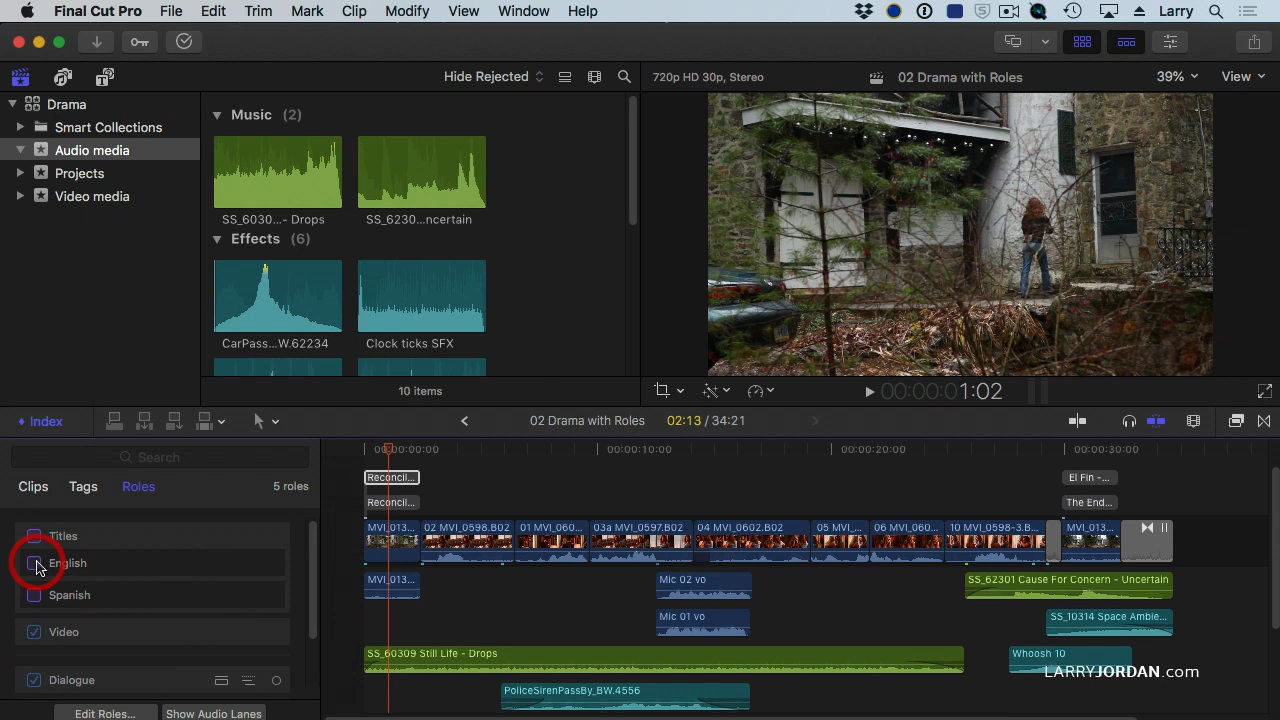 Final Cut Pro File Edit Trim Mark Clip Modify View Window Help Larry
Hide Rejected
720p HD 30p, Stereo 02 Drama with Roles 39% View
Drama
Smart Collections
Audio media
Projects
Video media
Music (2)
SS_6030...- Drops SS_6230...ncertain
Effects (6)
CarPass...W.62234 Clock ticks SFX
10 items
00:00:01:02
Index 02 Drama with Roles 02:13 / 34:21
Search
Clips Tags Roles 5 roles
Titles
English
Spanish
Video
Dialogue
Edit Roles... Show Audio Lanes
00:00:00:00 00:00:10:00 00:00:20:00 00:00:30:00
Reconcil... El Fin -...
Reconcil... The End...
MVI_013... 02 MVI_0598.B02 01 MVI_060... 03a MVI_0597.B02 04 MVI_0602.B02 05 MVI_... 06 MVI_060... 10 MVI_0598-3.B... MVI_013...
MVI_013... Mic 02 vo SS_62301 Cause For Concern - Uncertain
Mic 01 vo SS_10314 Space Ambie...
SS_60309 Still Life - Drops Whoosh 10
LARRYJORDAN.com
PoliceSirenPassBy_BW.4556